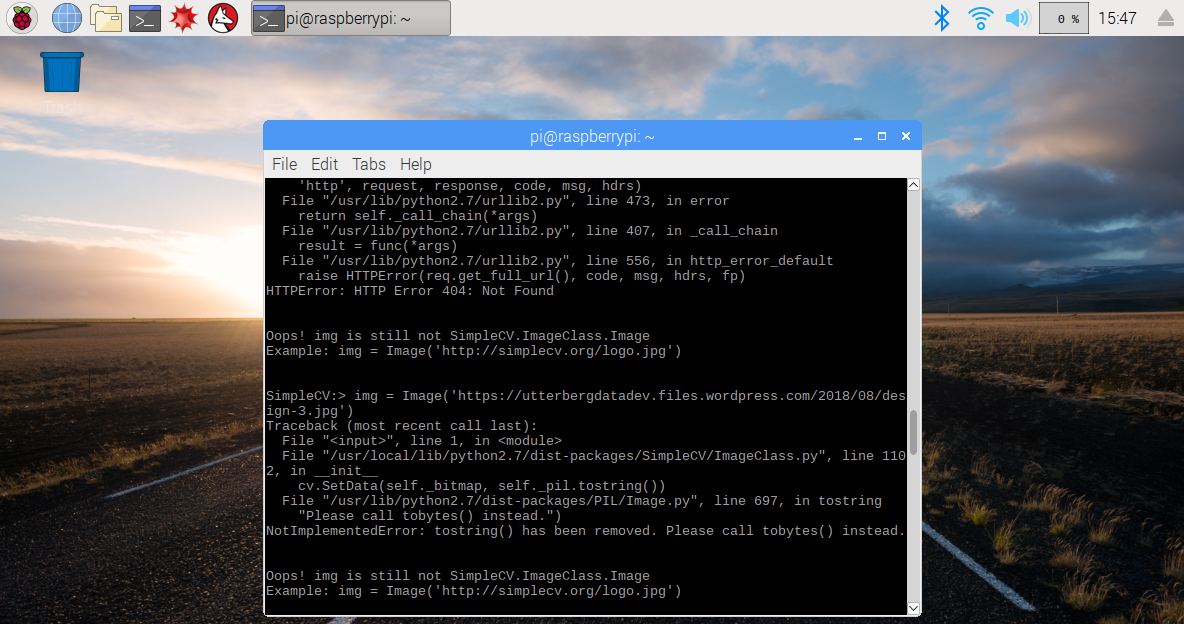 pi@raspberrypi: ~
0 %
15:47
Trash
pi@raspberrypi: ~
File Edit Tabs Help
'http', request, response, code, msg, hdrs)
File "/usr/lib/python2.7/urllib2.py", line 473, in error
return self._call_chain(*args)
File "/usr/lib/python2.7/urllib2.py", line 407, in _call_chain
result = func(*args)
File "/usr/lib/python2.7/urllib2.py", line 556, in http_error_default
raise HTTPError(req.get_full_url(), code, msg, hdrs, fp)
HTTPError: HTTP Error 404: Not Found
Oops! img is still not SimpleCV.ImageClass.Image
Example: img = Image('http://simplecv.org/logo.jpg')
SimpleCV:> img = Image('https://utterbergdatadev.files.wordpress.com/2018/08/des
ign-3.jpg')
Traceback (most recent call last):
File "<input>", line 1, in <module>
File "/usr/local/lib/python2.7/dist-packages/SimpleCV/ImageClass.py", line 110
2, in __init__
cv.SetData(self._bitmap, self._pil.tostring())
File "/usr/lib/python2.7/dist-packages/PIL/Image.py", line 697, in tostring
"Please call tobytes() instead.")
NotImplementedError: tostring() has been removed. Please call tobytes() instead.
Oops! img is still not SimpleCV.ImageClass.Image
Example: img = Image('http://simplecv.org/logo.jpg')